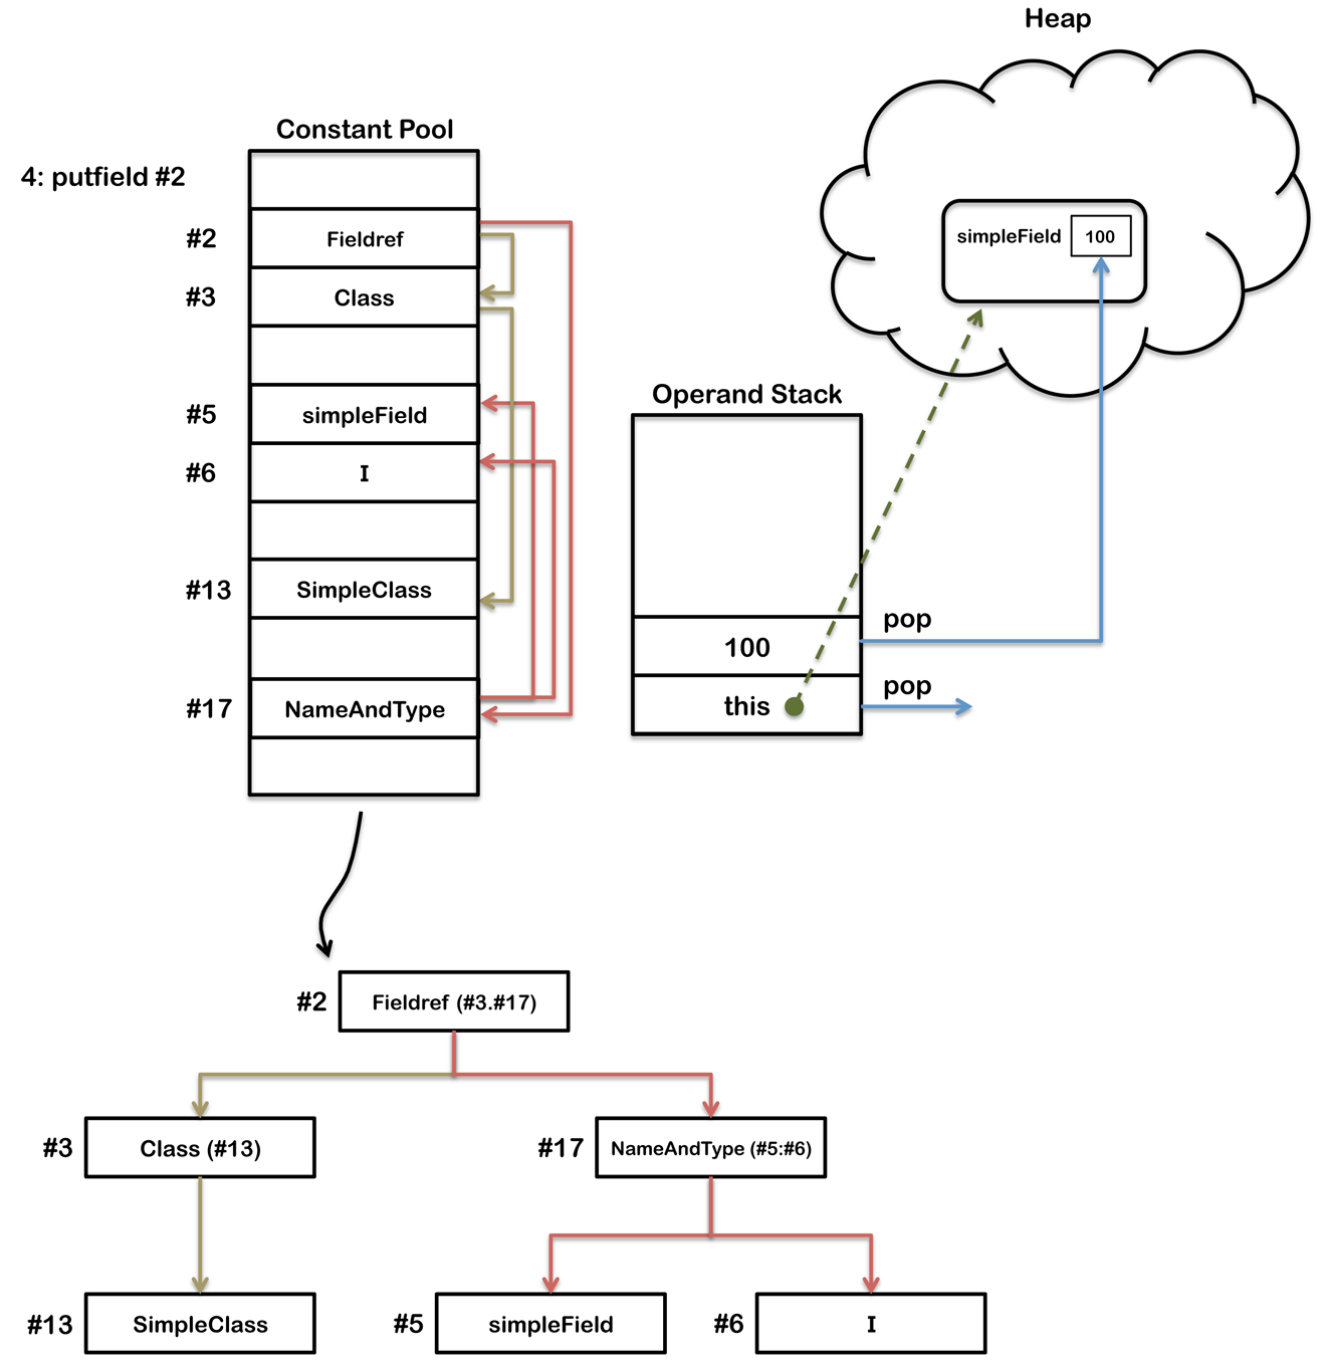 Heap
Constant Pool
4: putfield #2
#2 Fieldref
simpleField 100
#3 Class
Operand Stack
#5 simpleField
#6 I
#13 SimpleClass
pop
100
pop
this
#17 NameAndType
#2 Fieldref (#3.#17)
#3 Class (#13)
#17 NameAndType (#5:#6)
#13 SimpleClass
#5 simpleField
#6 I